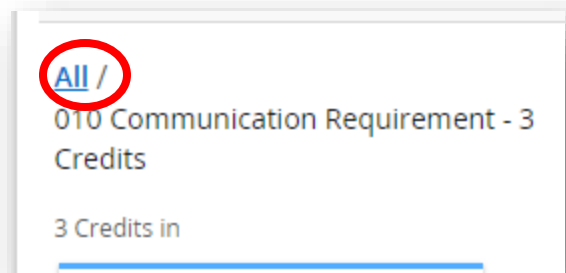 All /
010 Communication Requirement - 3
Credits
3 Credits in